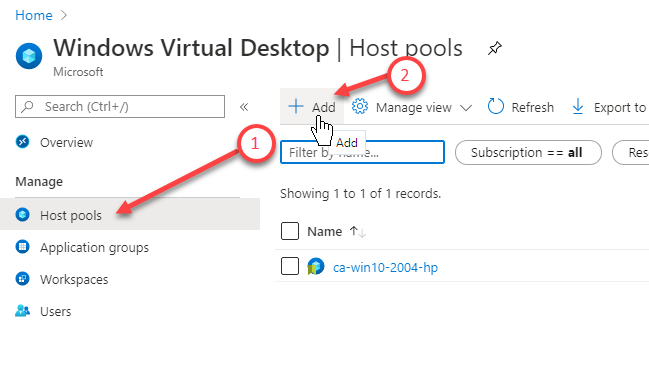 Home >
Windows Virtual Desktop | Host pools
Microsoft
2
Search (Ctrl+/)
«
+ Add
Manage view
Refresh
Export to
Add
Overview
1
Filter by name...
Subscription == all
Res
Manage
Showing 1 to 1 of 1 records.
Host pools
Name ↑↓
Application groups
ca-win10-2004-hp
Workspaces
Users